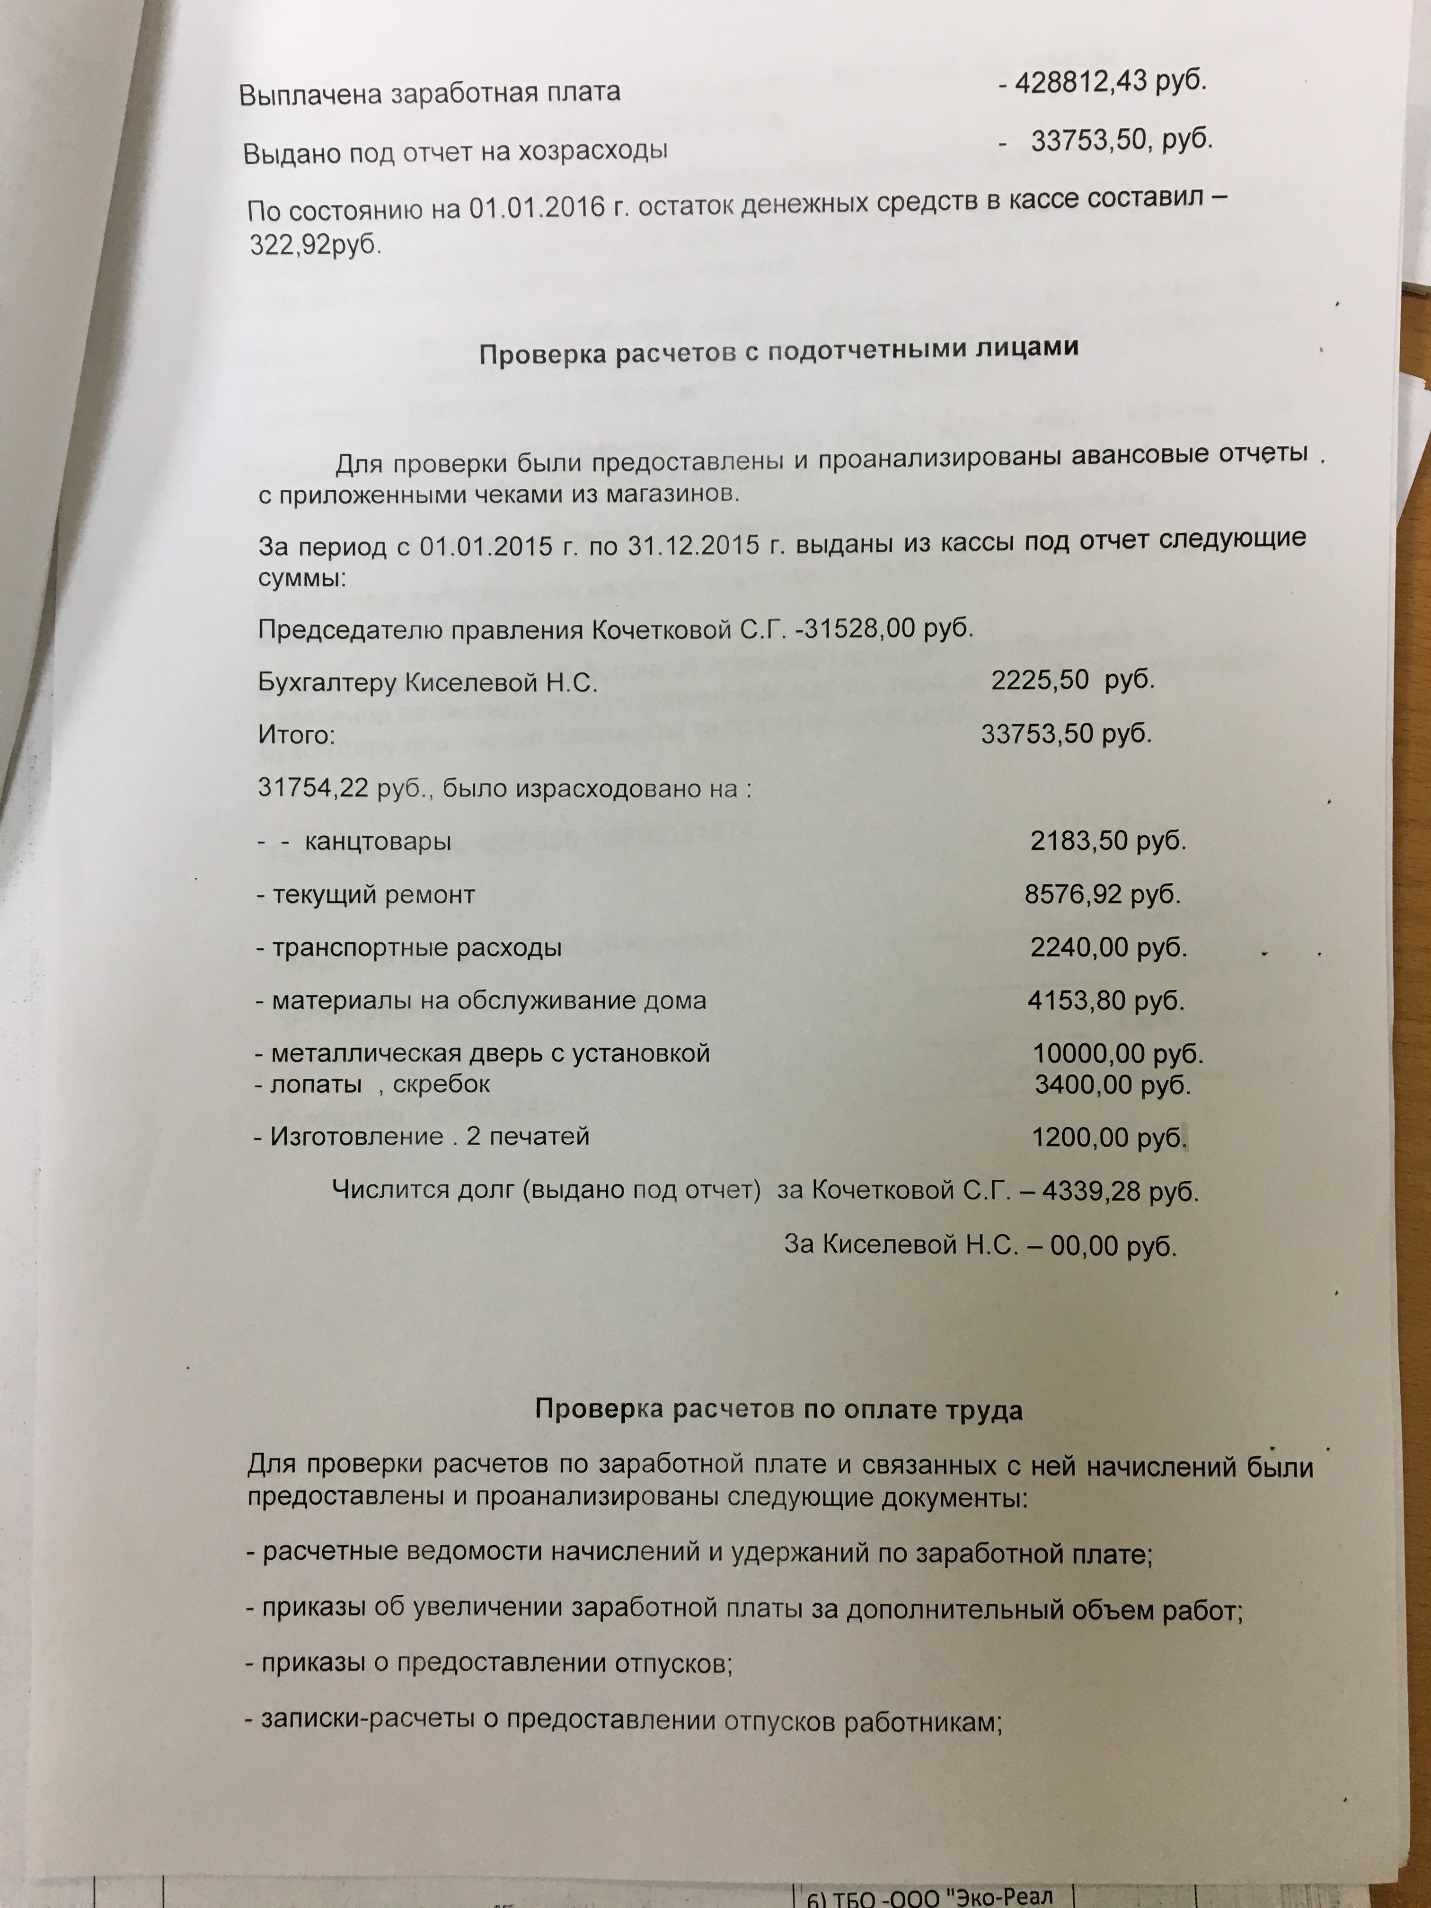 Выплачена заработная плата - 428812,43 руб.
Выдано под отчет на хозрасходы - 33753,50, руб.
По состоянию на 01.01.2016 г. остаток денежных средств в кассе составил –
322,92руб.
Проверка расчетов с подотчетными лицами
Для проверки были предоставлены и проанализированы авансовые отчеты .
с приложенными чеками из магазинов.
За период с 01.01.2015 г. по 31.12.2015 г. выданы из кассы под отчет следующие
суммы:
Председателю правления Кочетковой С.Г. -31528,00 руб.
Бухгалтеру Киселевой Н.С. 2225,50 руб.
Итого: 33753,50 руб.
31754,22 руб., было израсходовано на :
- - канцтовары 2183,50 руб.
- текущий ремонт 8576,92 руб.
- транспортные расходы 2240,00 руб.
- материалы на обслуживание дома 4153,80 руб.
- металлическая дверь с установкой 10000,00 руб.
- лопаты , скребок 3400,00 руб.
- Изготовление . 2 печатей 1200,00 руб.
Числится долг (выдано под отчет) за Кочетковой С.Г. – 4339,28 руб.
За Киселевой Н.С. – 00,00 руб.
Проверка расчетов по оплате труда
Для проверки расчетов по заработной плате и связанных с ней начислений были
предоставлены и проанализированы следующие документы:
- расчетные ведомости начислений и удержаний по заработной плате;
- приказы об увеличении заработной платы за дополнительный объем работ;
- приказы о предоставлении отпусков;
- записки-расчеты о предоставлении отпусков работникам;
6) ТБО -ООО "Эко-Реал